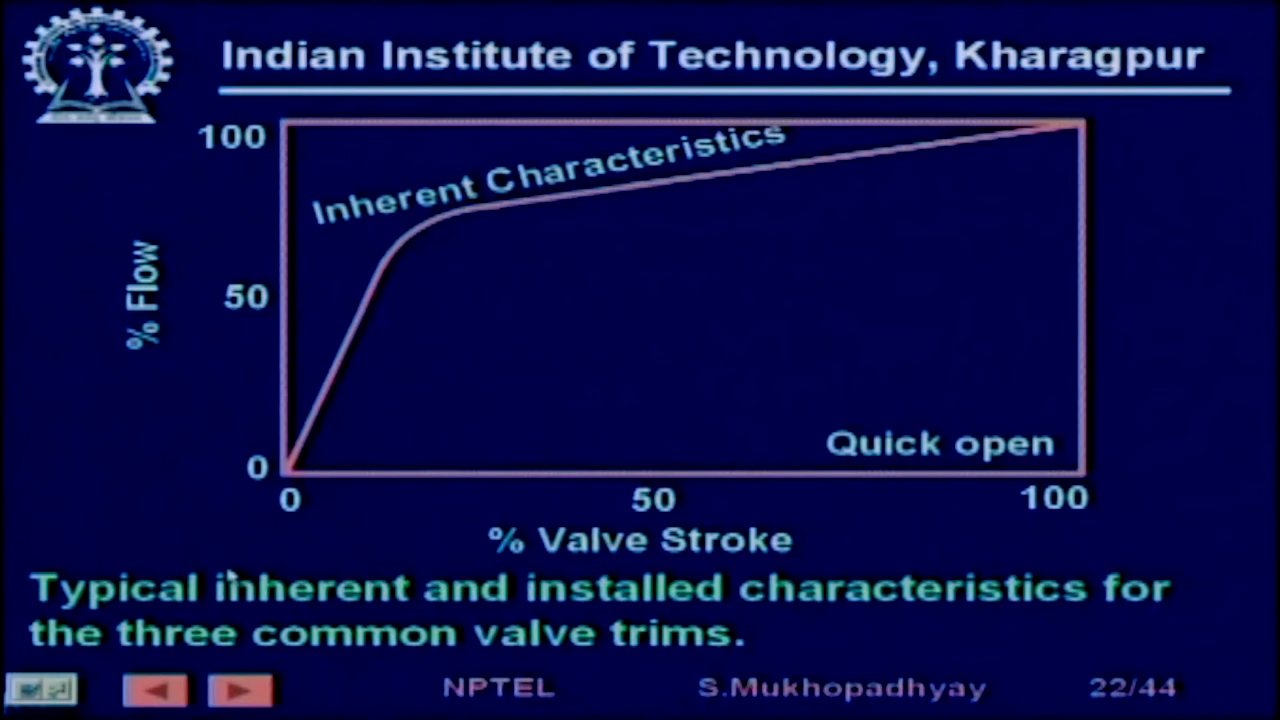 Indian Institute of Technology, Kharagpur
100
Inherent Characteristics
% Flow
50
Quick open
0
0 50 100
% Valve Stroke
Typical inherent and installed characteristics for
the three common valve trims.
NPTEL S.Mukhopadhyay 22/44